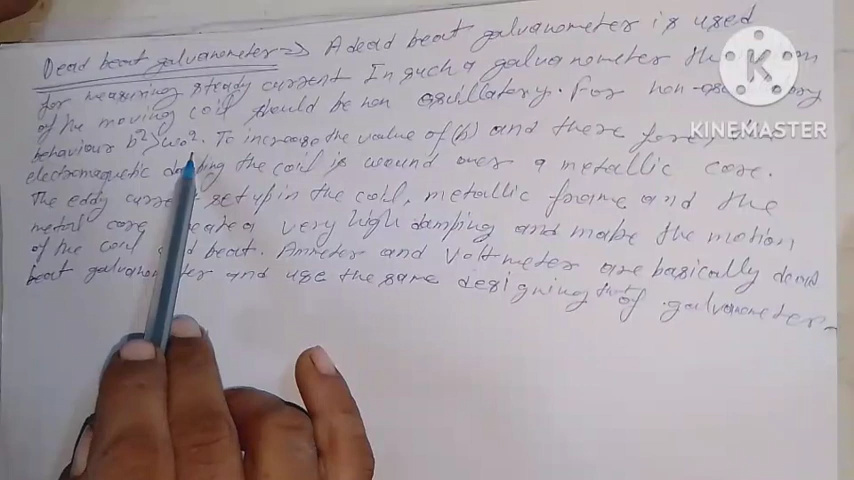 Dead beat galvanometer => A dead beat galvanometer is used
for measuring steady current In such a galvanometer the
of the moving coil should be non oscillatory. For non-
behaviour b²>ωo². To increase the value of (b) and therefore, the
electromagnetic damping the coil is wound over a metallic core.
The eddy current set up in the coil, metallic frame and the
metal core create a very high damping and make the motion
of the coil dead beat. Ammeter and Voltmeter are basically dead
beat galvanometer and use the same designing that of galvanometer.
KINEMASTER